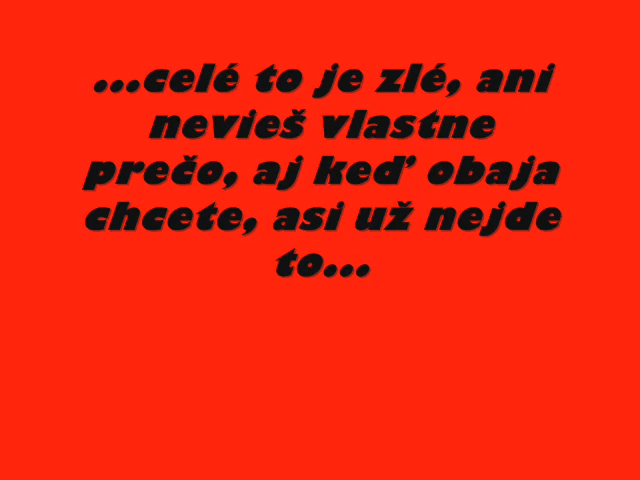 ...celé to je zlé, ani
nevieš vlastne
prečo, aj keď obaja
chcete, asi už nejde
to...